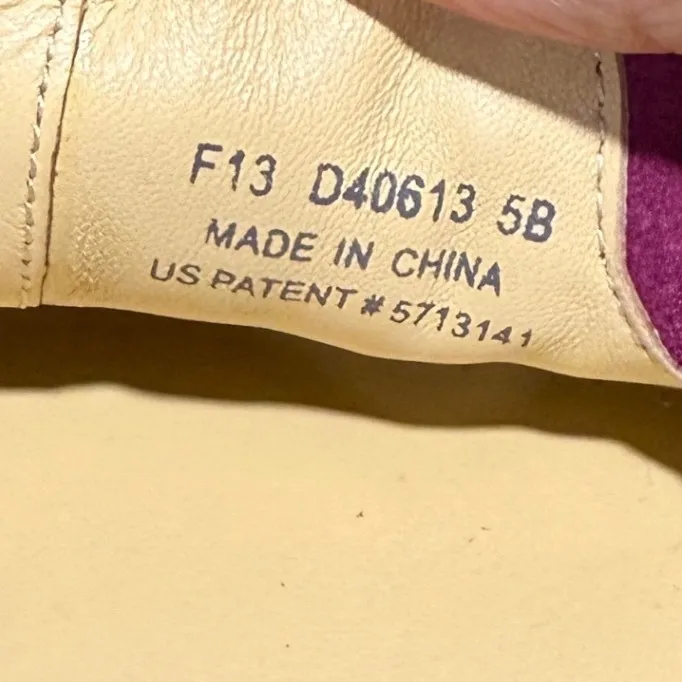 F13 D40613 5B
MADE IN CHINA
US PATENT # 5713141